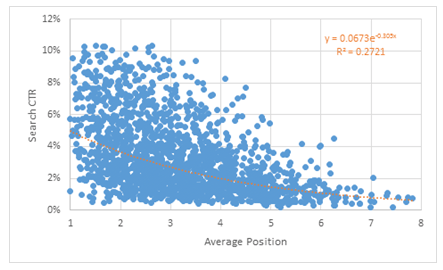 12%
10%
8%
6%
4%
2%
0%
Search CTR
y = 0.0673e^-0.305x
R² = 0.2721
1 2 3 4 5 6 7 8
Average Position